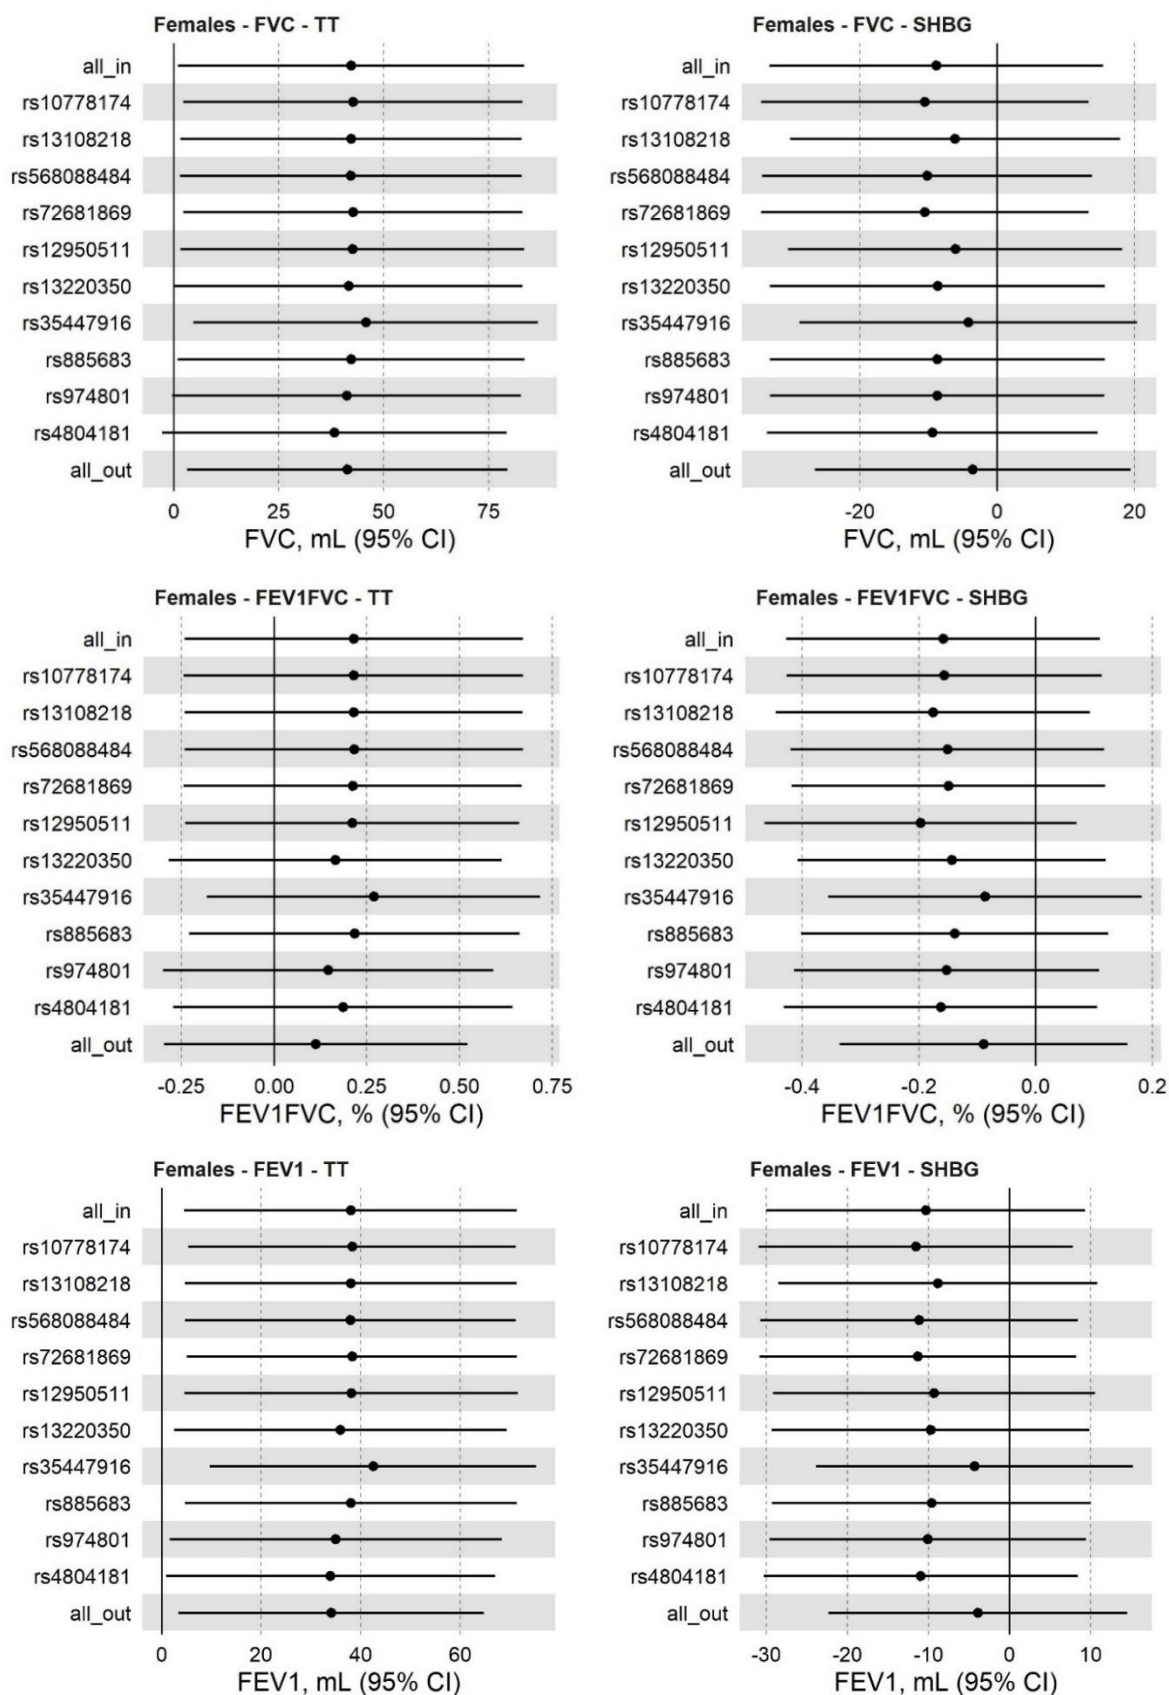 Females - FVC - TT
all_in
rs10778174
rs13108218
rs568088484
rs72681869
rs12950511
rs13220350
rs35447916
rs885683
rs974801
rs4804181
all_out
0 25 50 75
FVC, mL (95% CI)
Females - FVC - SHBG
all_in
rs10778174
rs13108218
rs568088484
rs72681869
rs12950511
rs13220350
rs35447916
rs885683
rs974801
rs4804181
all_out
-20 0 20
FVC, mL (95% CI)
Females - FEV1FVC - TT
all_in
rs10778174
rs13108218
rs568088484
rs72681869
rs12950511
rs13220350
rs35447916
rs885683
rs974801
rs4804181
all_out
-0.25 0.00 0.25 0.50 0.75
FEV1FVC, % (95% CI)
Females - FEV1FVC - SHBG
all_in
rs10778174
rs13108218
rs568088484
rs72681869
rs12950511
rs13220350
rs35447916
rs885683
rs974801
rs4804181
all_out
-0.4 -0.2 0.0 0.2
FEV1FVC, % (95% CI)
Females - FEV1 - TT
all_in
rs10778174
rs13108218
rs568088484
rs72681869
rs12950511
rs13220350
rs35447916
rs885683
rs974801
rs4804181
all_out
0 20 40 60
FEV1, mL (95% CI)
Females - FEV1 - SHBG
all_in
rs10778174
rs13108218
rs568088484
rs72681869
rs12950511
rs13220350
rs35447916
rs885683
rs974801
rs4804181
all_out
-30 -20 -10 0 10
FEV1, mL (95% CI)